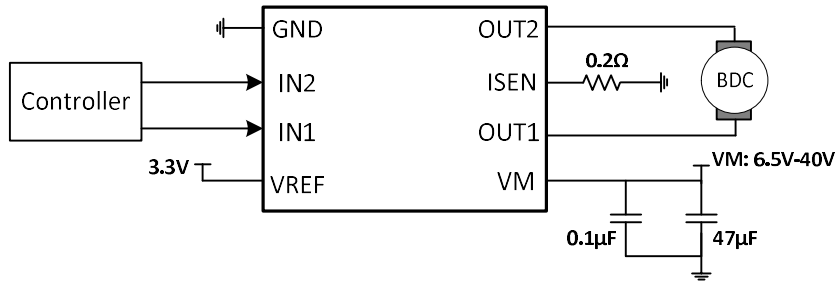 GND
OUT2
IN2
ISEN
0.2Ω
BDC
Controller
IN1
OUT1
3.3V
VREF
VM
VM: 6.5V-40V
0.1μF
47μF